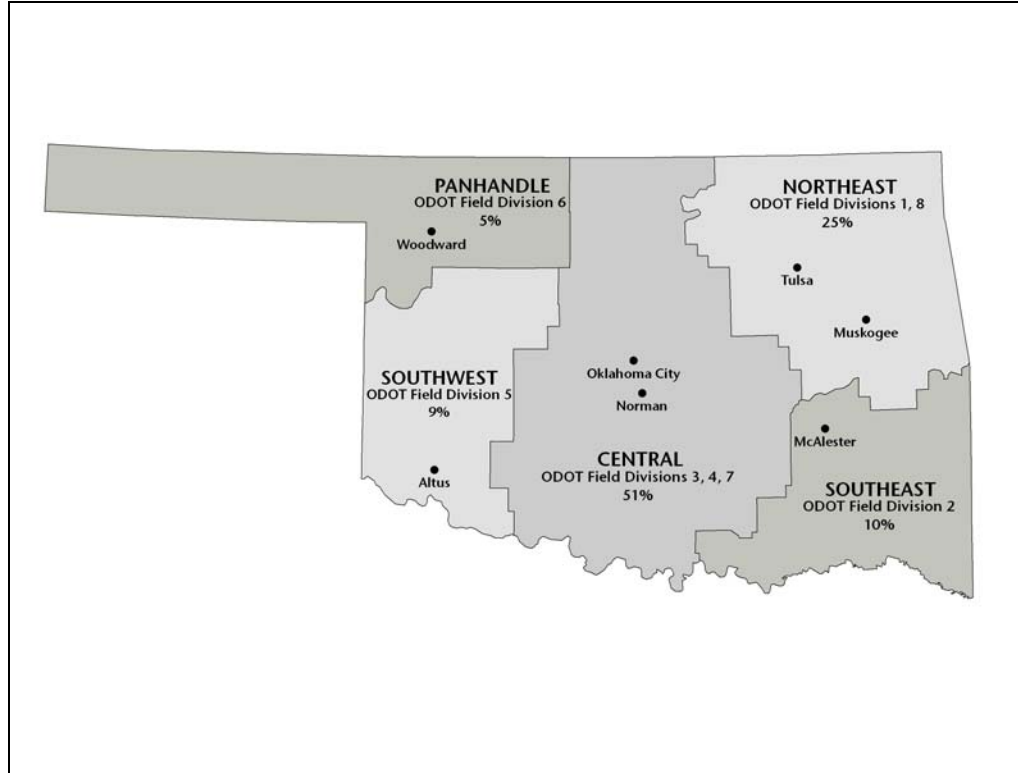 PANHANDLE
ODOT Field Division 6
5%
Woodward
NORTHEAST
ODOT Field Divisions 1, 8
25%
Tulsa
Muskogee
SOUTHWEST
ODOT Field Division 5
9%
Altus
Oklahoma City
Norman
CENTRAL
ODOT Field Divisions 3, 4, 7
51%
McAlester
SOUTHEAST
ODOT Field Division 2
10%